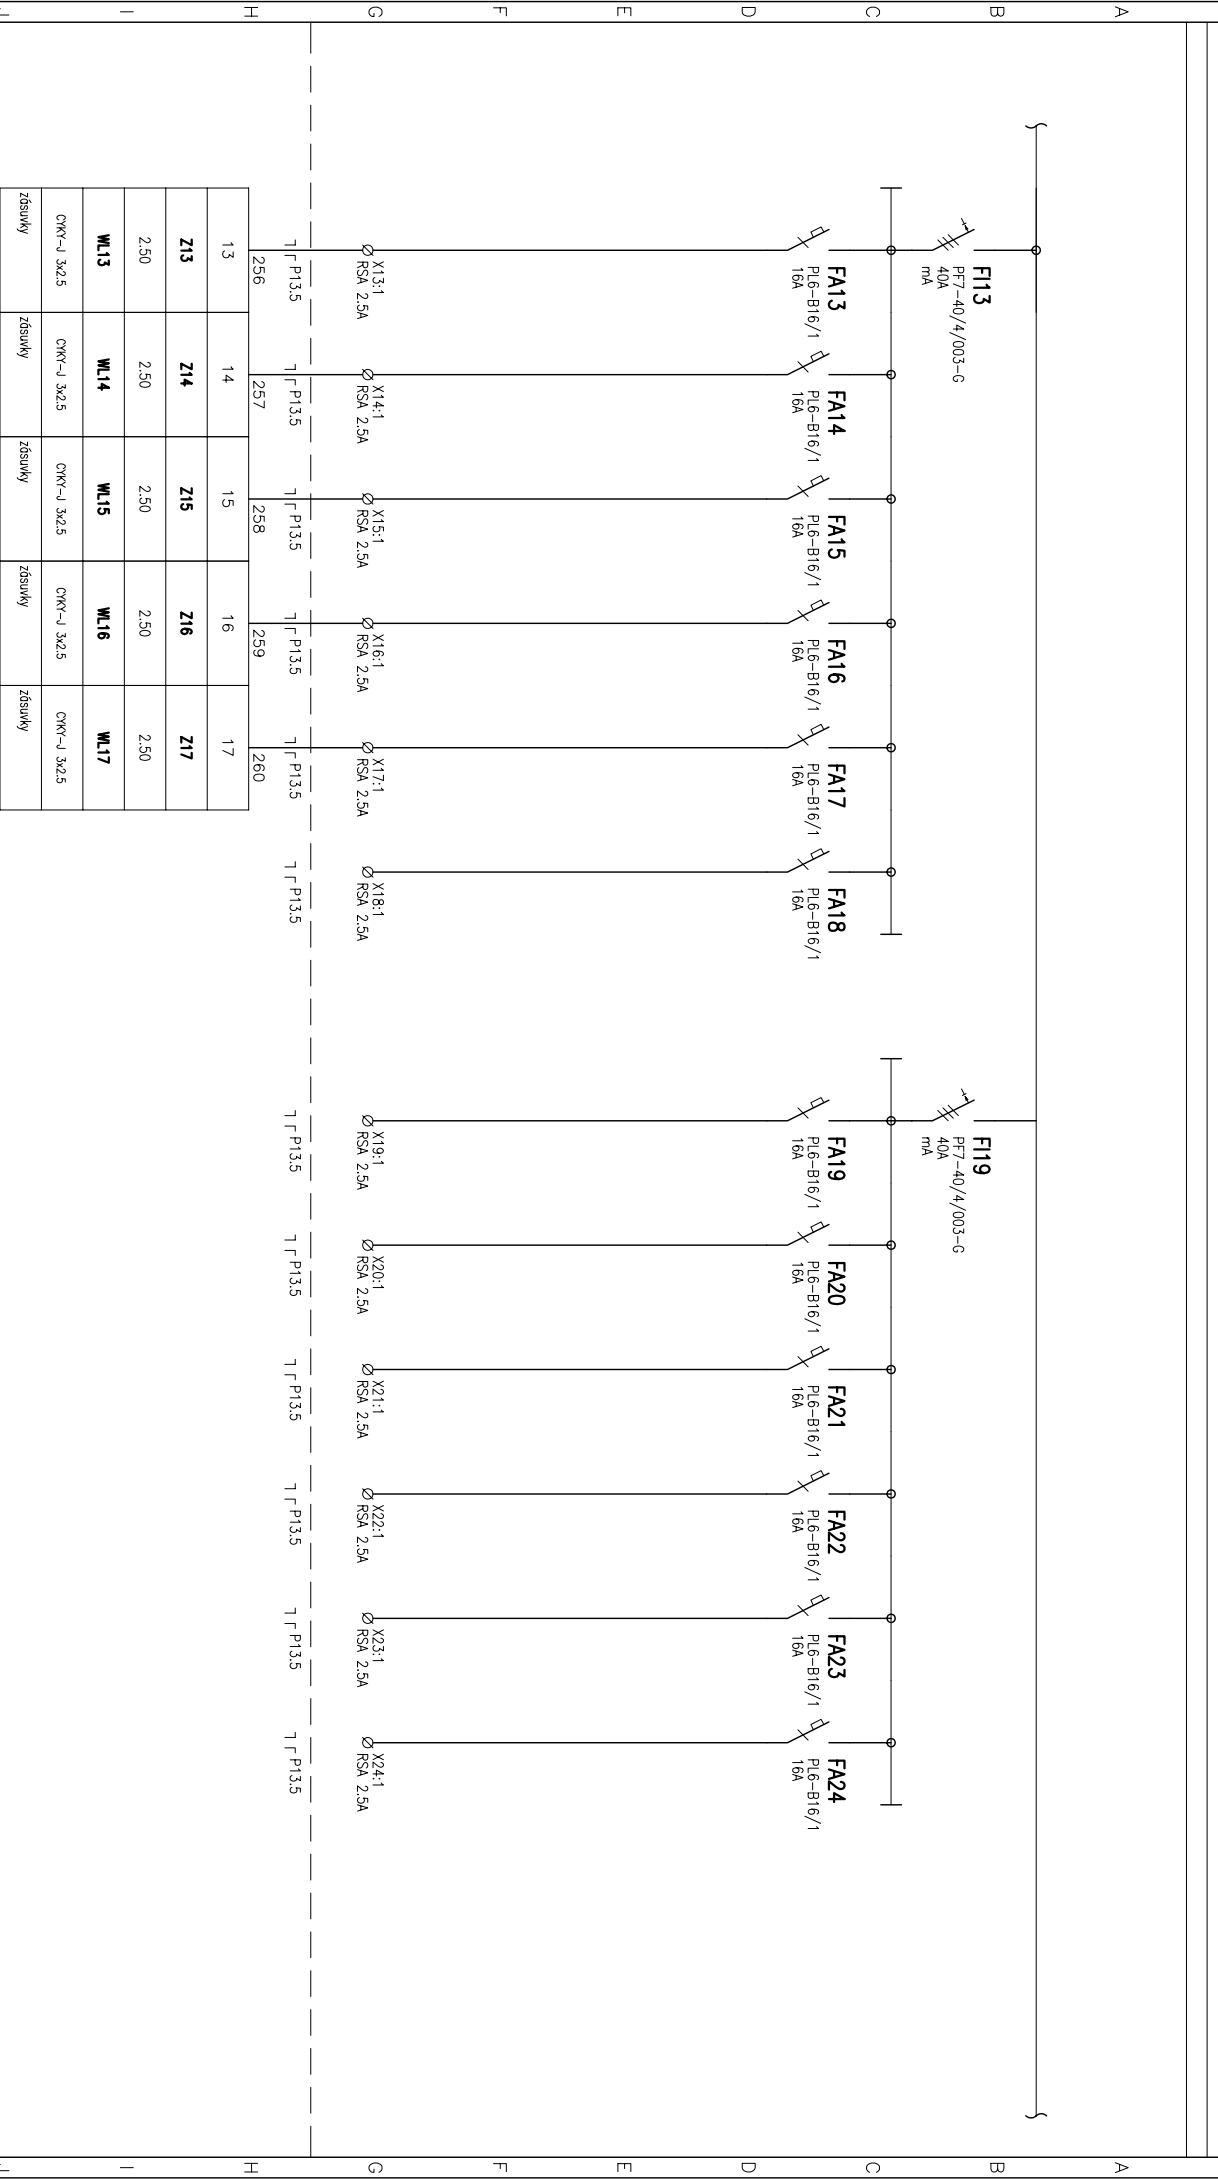 A
B
C
D
E
F
G
H
I
J
FI13
PF7-40/4/003-G
40A
mA
FI19
PF7-40/4/003-G
40A
mA
FA13
PL6-B16/1
16A
FA14
PL6-B16/1
16A
FA15
PL6-B16/1
16A
FA16
PL6-B16/1
16A
FA17
PL6-B16/1
16A
FA18
PL6-B16/1
16A
FA19
PL6-B16/1
16A
FA20
PL6-B16/1
16A
FA21
PL6-B16/1
16A
FA22
PL6-B16/1
16A
FA23
PL6-B16/1
16A
FA24
PL6-B16/1
16A
X13:1
RSA 2.5A
X14:1
RSA 2.5A
X15:1
RSA 2.5A
X16:1
RSA 2.5A
X17:1
RSA 2.5A
X18:1
RSA 2.5A
X19:1
RSA 2.5A
X20:1
RSA 2.5A
X21:1
RSA 2.5A
X22:1
RSA 2.5A
X23:1
RSA 2.5A
X24:1
RSA 2.5A
P13.5
P13.5
P13.5
P13.5
P13.5
P13.5
P13.5
P13.5
P13.5
P13.5
P13.5
P13.5
256
257
258
259
260
13
14
15
16
17
Z13
Z14
Z15
Z16
Z17
2.50
2.50
2.50
2.50
2.50
WL13
WL14
WL15
WL16
WL17
CYKY-J 3x2.5
CYKY-J 3x2.5
CYKY-J 3x2.5
CYKY-J 3x2.5
CYKY-J 3x2.5
zásuvky
zásuvky
zásuvky
zásuvky
zásuvky
A
B
C
D
E
F
G
H
I
J